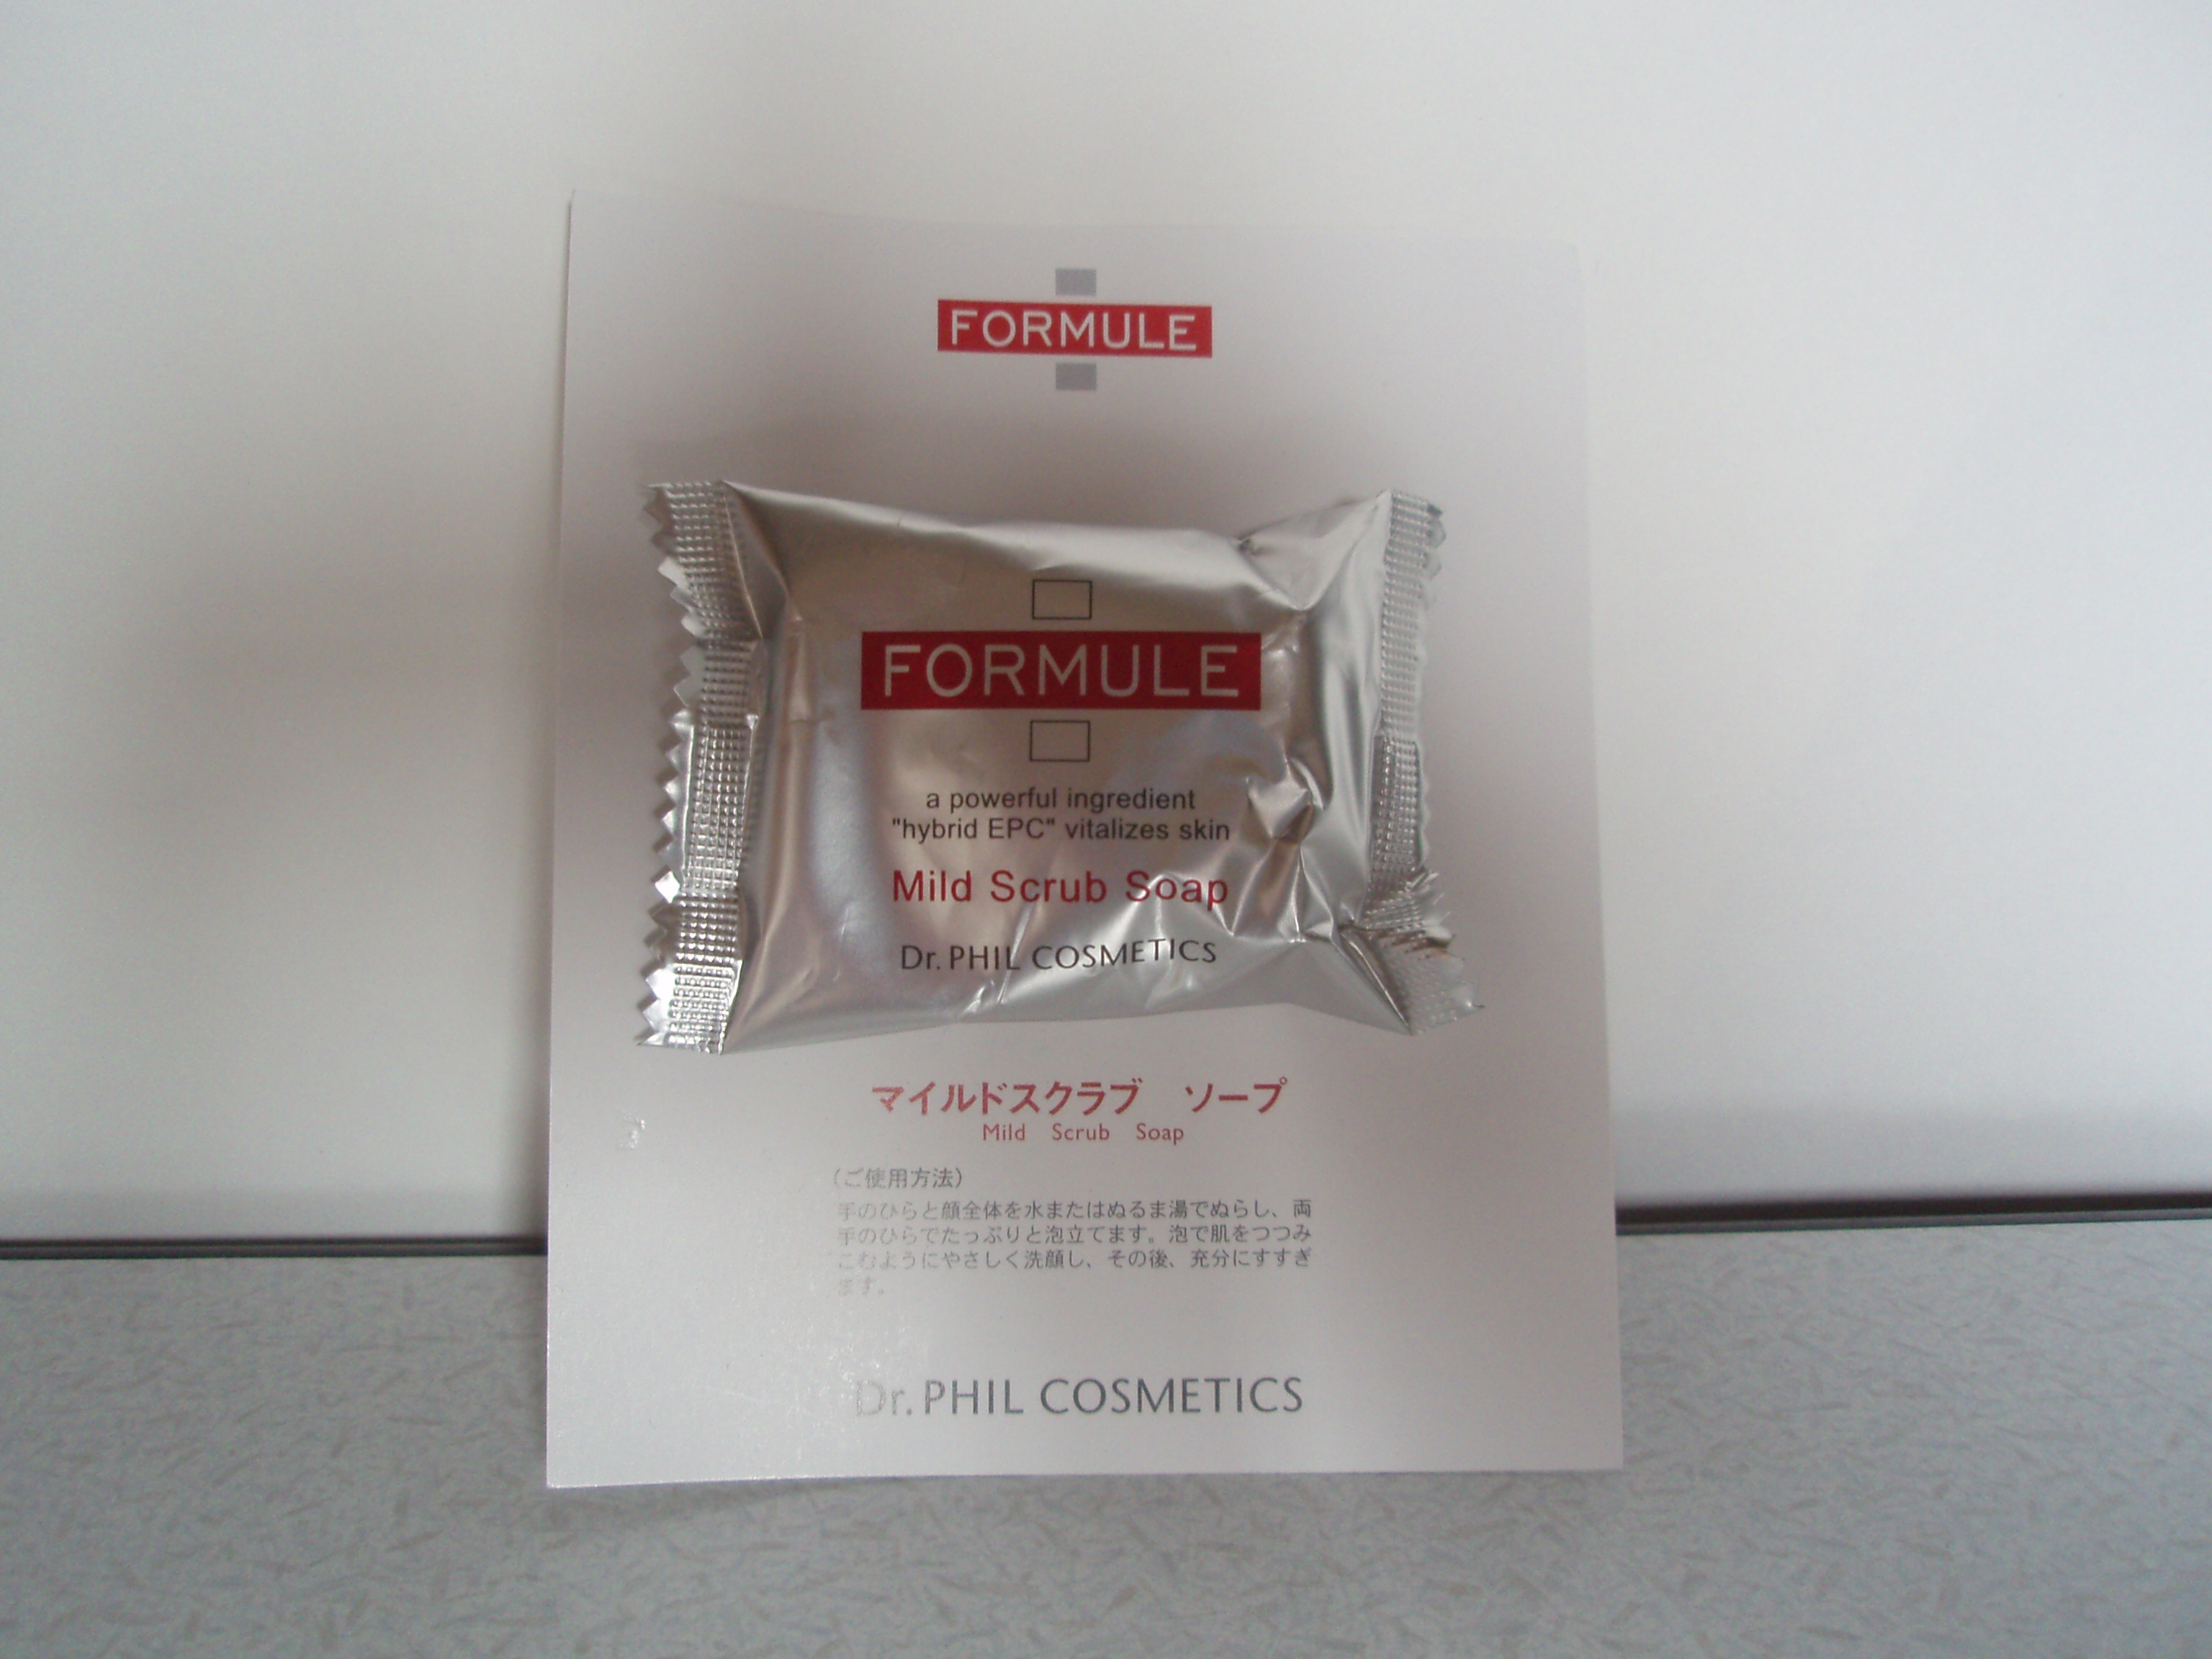 FORMULE
FORMULE
a powerful ingredient
"hybrid EPC" vitalizes skin
Mild Scrub Soap
Dr. PHIL COSMETICS
マイルドスクラブ　ソープ
Mild Scrub Soap
（ご使用方法）
手のひらと顔全体を水またはぬるま湯でぬらし、両
手のひらでたっぷりと泡立てます。泡で肌をつつみ
こむようにやさしく洗顔し、その後、充分にすすぎ
ます。
Dr. PHIL COSMETICS